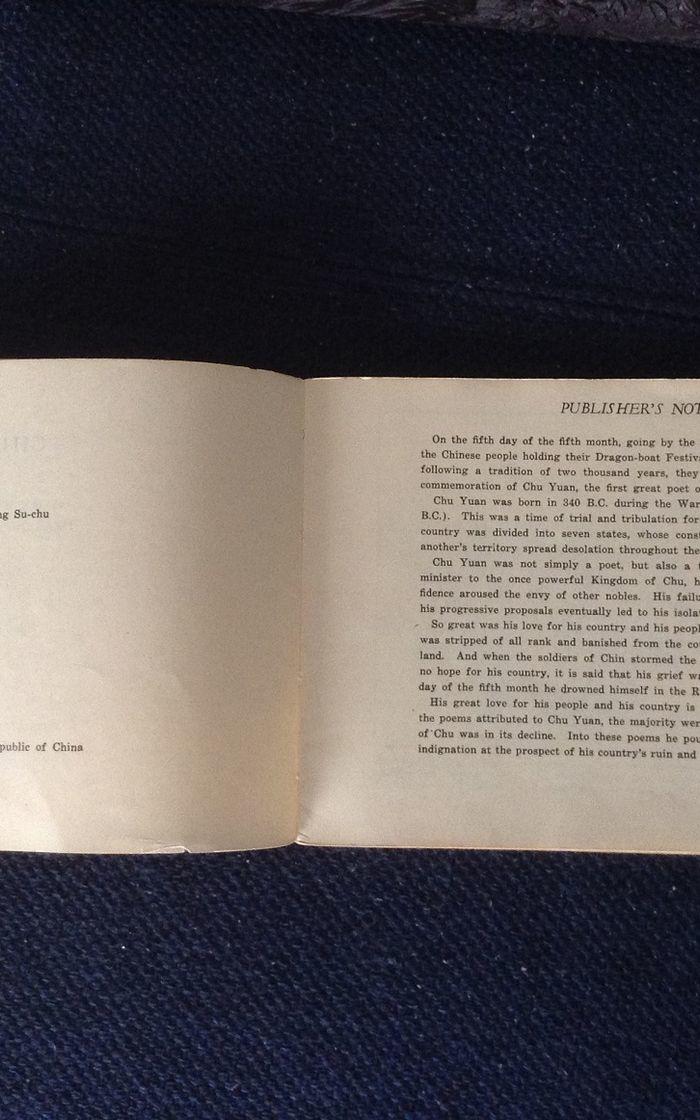 ng Su-chu
public of China
PUBLISHER'S NOT
On the fifth day of the fifth month, going by the
the Chinese people holding their Dragon-boat Festiv
following a tradition of two thousand years, they
commemoration of Chu Yuan, the first great poet o
Chu Yuan was born in 340 B.C. during the War
B.C.). This was a time of trial and tribulation for
country was divided into seven states, whose cons
another's territory spread desolation throughout the
Chu Yuan was not simply a poet, but also a
minister to the once powerful Kingdom of Chu, h
fidence aroused the envy of other nobles. His failu
his progressive proposals eventually led to his isola
So great was his love for his country and his peopl
was stripped of all rank and banished from the co
land. And when the soldiers of Chin stormed the
no hope for his country, it is said that his grief wa
day of the fifth month he drowned himself in the R
His great love for his people and his country is
the poems attributed to Chu Yuan, the majority wer
of Chu was in its decline. Into these poems he pou
indignation at the prospect of his country's ruin and